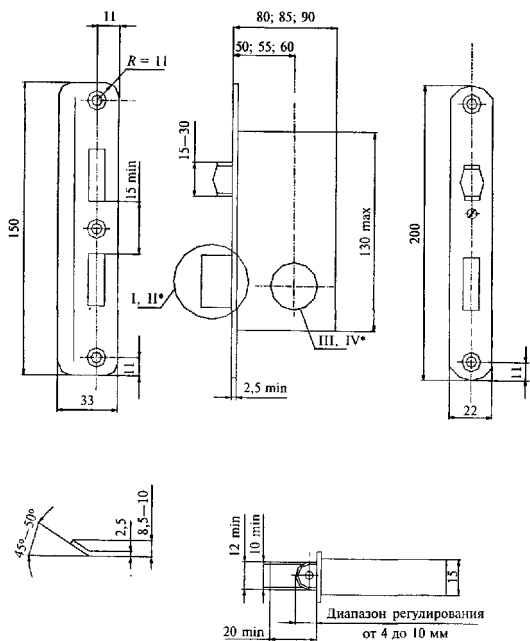 11
80; 85; 90
50; 55; 60
R = 11
15—30
15 min
150
130 max
200
I, II*
III, IV*
11
11
33
2,5 min
22
45°—50°
2,5
8,5—10
12 min
10 min
15
20 min
Диапазон регулирования
от 4 до 10 мм